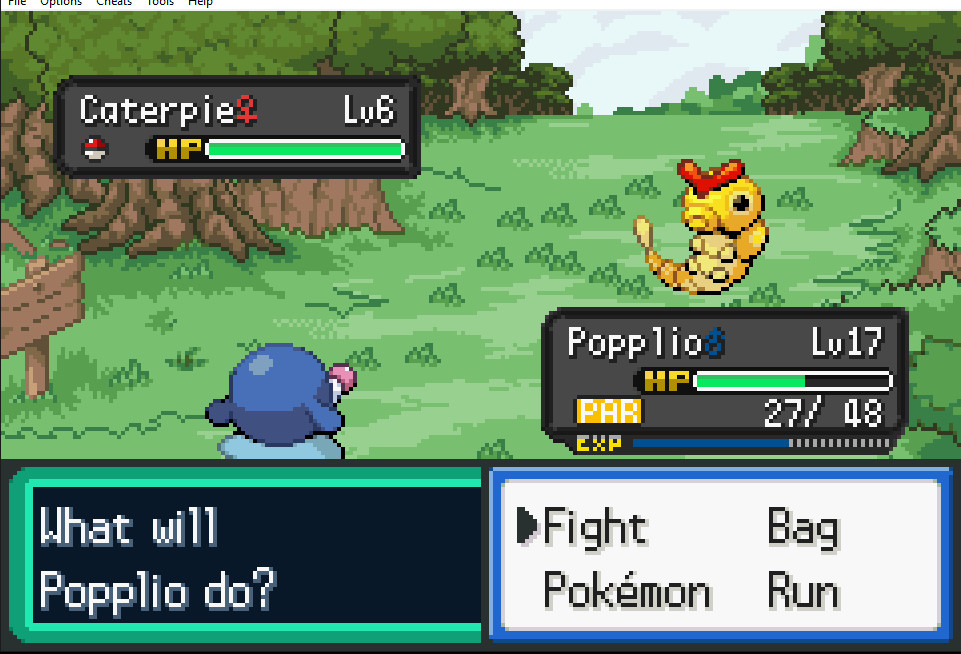 File Options Cheats Tools Help
Caterpie♀ Lv6
HP
Popplio♂ Lv17
HP
PAR 27/ 48
EXP
What will
Popplio do?
Fight Bag
Pokémon Run